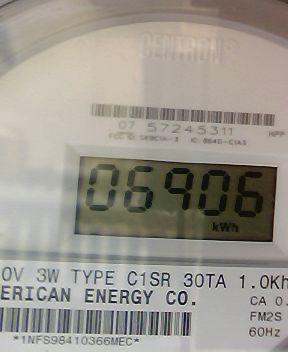 CENTRON®
07 57245311
06906
kWh
0V 3W TYPE C1SR 30TA 1.0Kh
ERICAN ENERGY CO.
CA 0.
FM2S
60Hz
*1NFS98410366MEC*